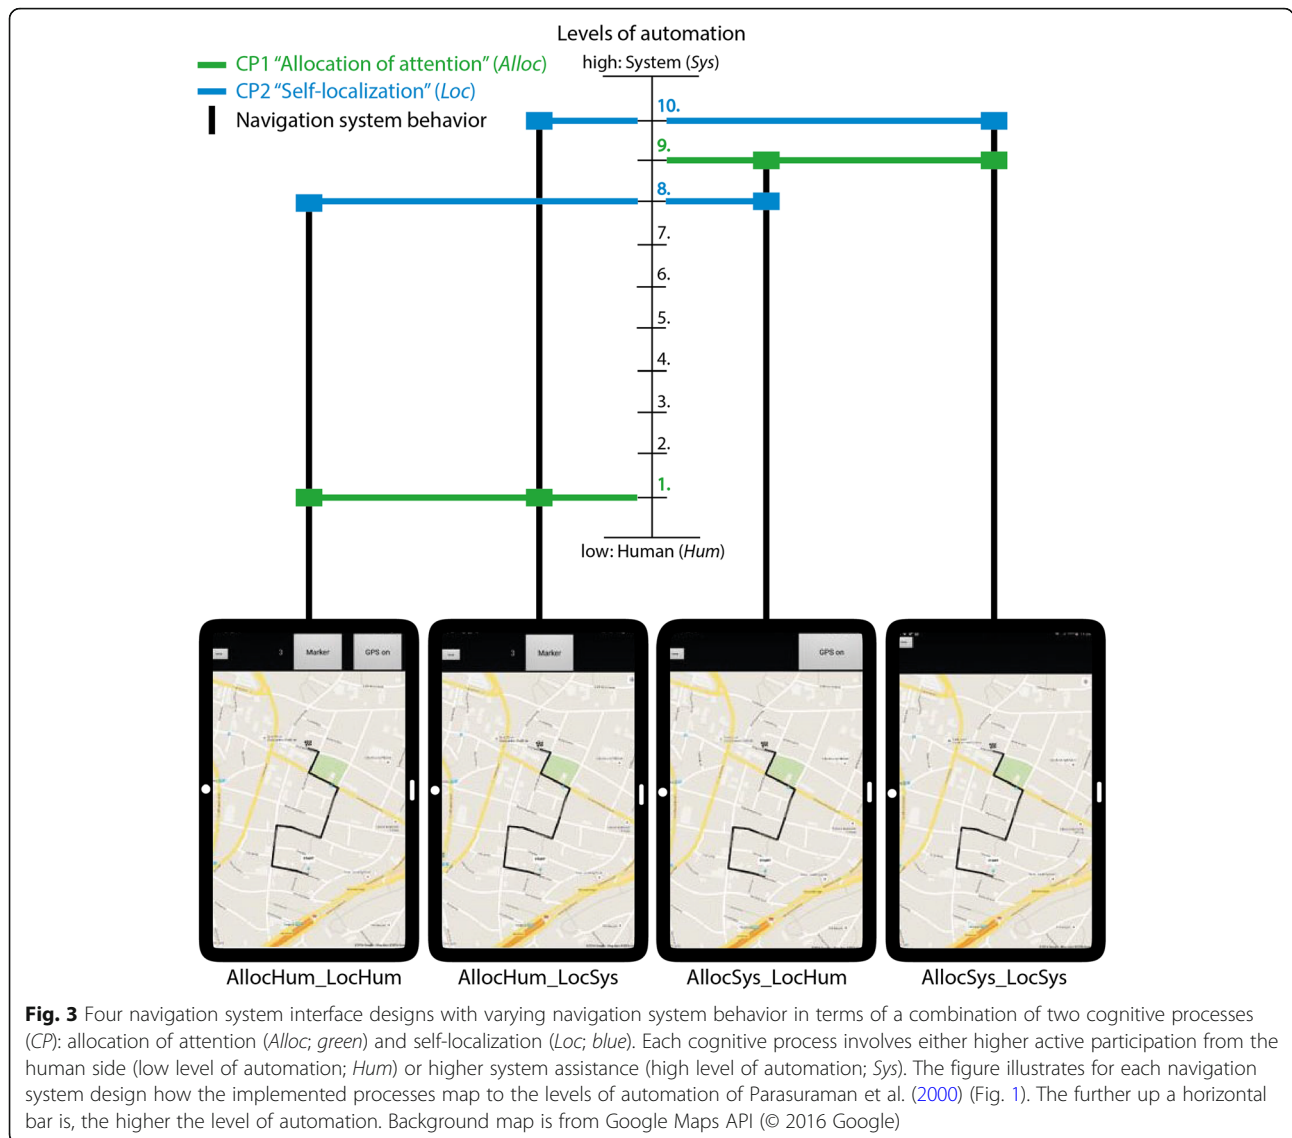 Levels of automation
high: System (Sys)
CP1 “Allocation of attention” (Alloc)
CP2 “Self-localization” (Loc)
Navigation system behavior
10.
9.
8.
7.
6.
5.
4.
3.
2.
1.
low: Human (Hum)
3 Marker GPS on
3 Marker
GPS on
START
START
START
START
AllocHum_LocHum
AllocHum_LocSys
AllocSys_LocHum
AllocSys_LocSys
Fig. 3 Four navigation system interface designs with varying navigation system behavior in terms of a combination of two cognitive processes
(CP): allocation of attention (Alloc; green) and self-localization (Loc; blue). Each cognitive process involves either higher active participation from the
human side (low level of automation; Hum) or higher system assistance (high level of automation; Sys). The figure illustrates for each navigation
system design how the implemented processes map to the levels of automation of Parasuraman et al. (2000) (Fig. 1). The further up a horizontal
bar is, the higher the level of automation. Background map is from Google Maps API (© 2016 Google)